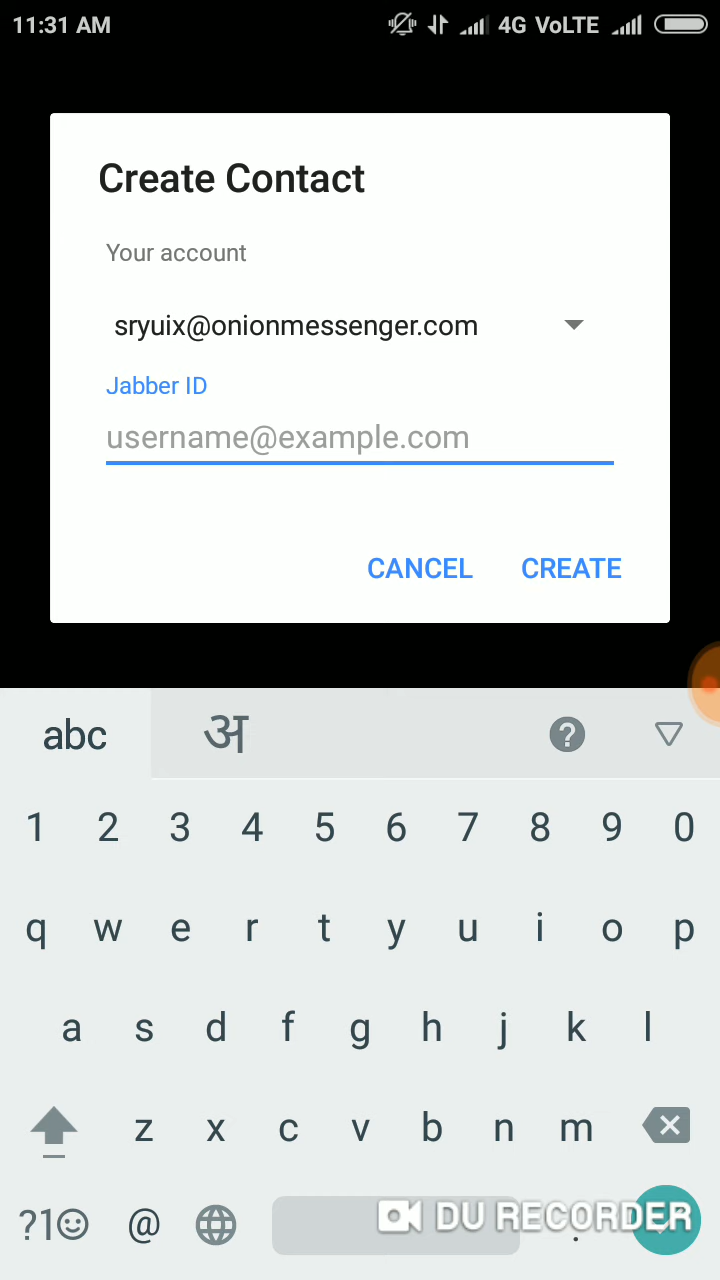 11:31 AM 4G VoLTE
Create Contact
Your account
sryuix@onionmessenger.com
Jabber ID
username@example.com
CANCEL CREATE
abc अ ?
1 2 3 4 5 6 7 8 9 0
q w e r t y u i o p
a s d f g h j k l
z x c v b n m
?1☺ @ . DU RECORDER